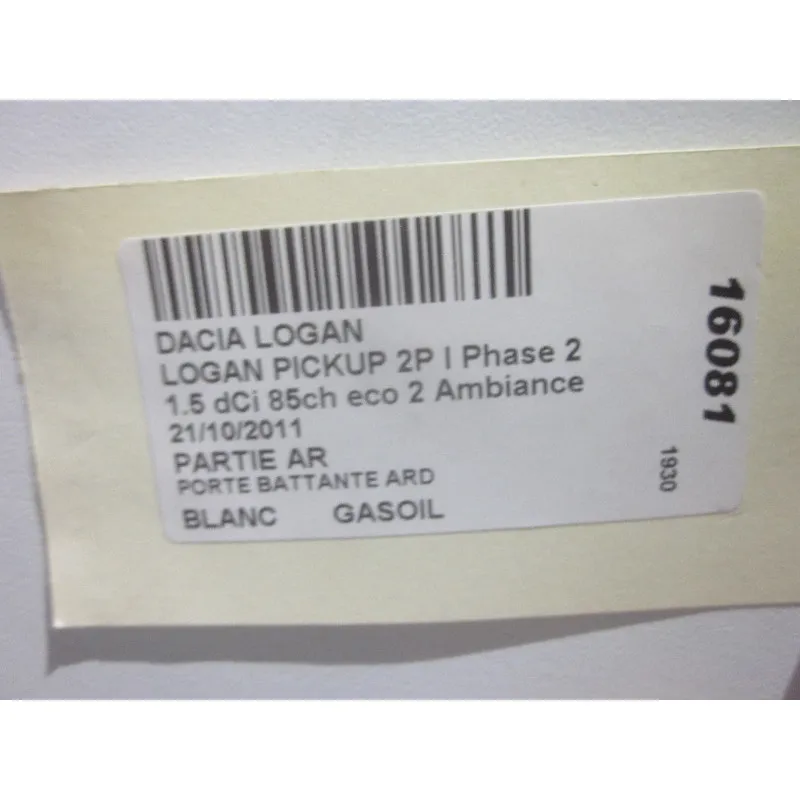 DACIA LOGAN
LOGAN PICKUP 2P I Phase 2
1.5 dCi 85ch eco 2 Ambiance
21/10/2011
PARTIE AR
PORTE BATTANTE ARD
BLANC GASOIL
16081
1930